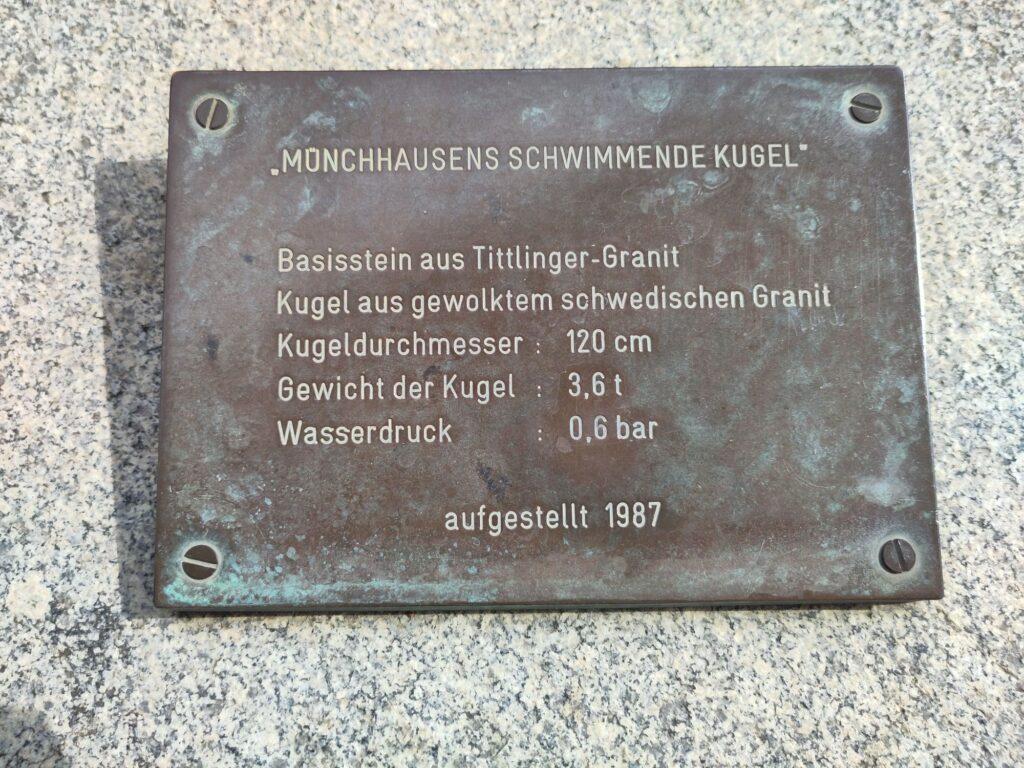 „MÜNCHHAUSENS SCHWIMMENDE KUGEL"
Basisstein aus Tittlinger-Granit
Kugel aus gewolktem schwedischen Granit
Kugeldurchmesser : 120 cm
Gewicht der Kugel : 3,6 t
Wasserdruck : 0,6 bar
aufgestellt 1987